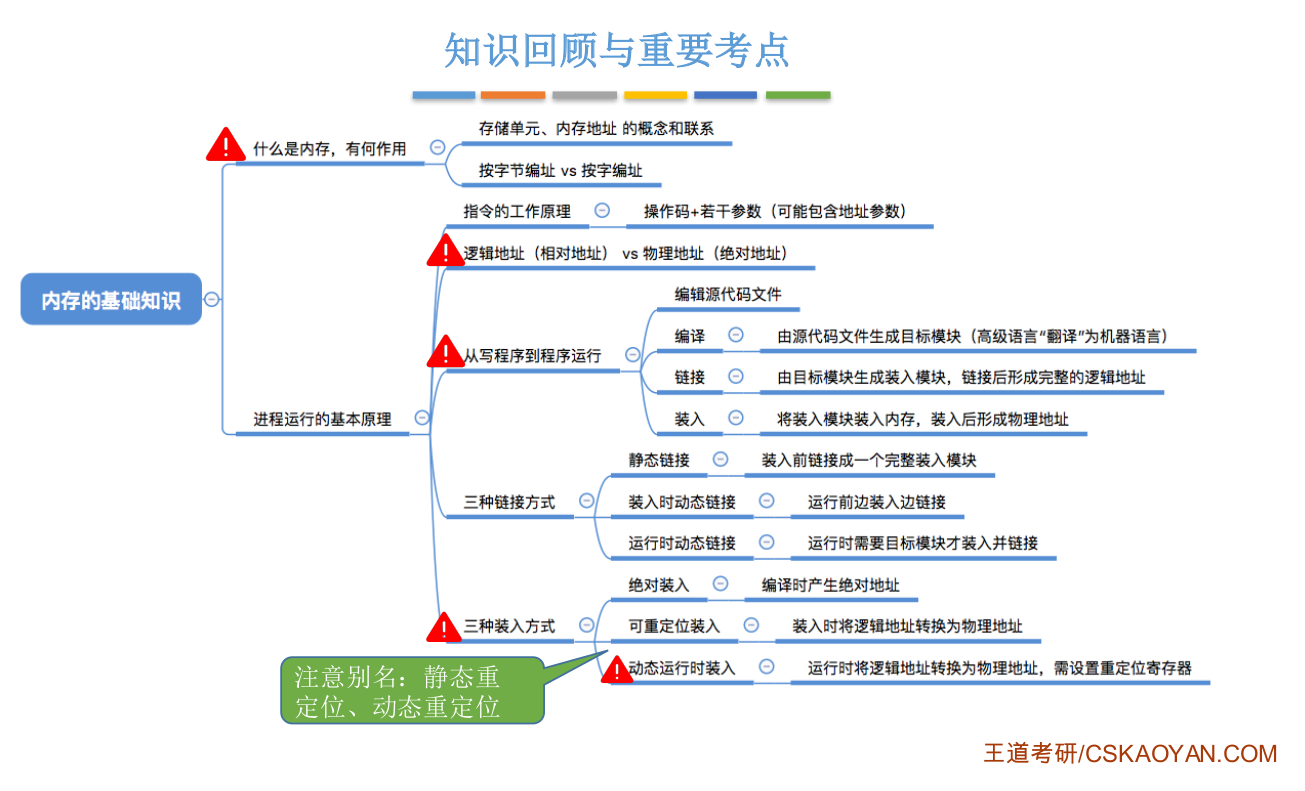 知识回顾与重要考点
什么是内存，有何作用
存储单元、内存地址 的概念和联系
按字节编址 vs 按字编址
内存的基础知识
进程运行的基本原理
指令的工作原理
操作码+若干参数（可能包含地址参数）
逻辑地址（相对地址） vs 物理地址（绝对地址）
从写程序到程序运行
编辑源代码文件
编译
由源代码文件生成目标模块（高级语言“翻译”为机器语言）
链接
由目标模块生成装入模块，链接后形成完整的逻辑地址
装入
将装入模块装入内存，装入后形成物理地址
三种链接方式
静态链接
装入前链接成一个完整装入模块
装入时动态链接
运行前边装入边链接
运行时动态链接
运行时需要目标模块才装入并链接
三种装入方式
绝对装入
编译时产生绝对地址
可重定位装入
装入时将逻辑地址转换为物理地址
动态运行时装入
运行时将逻辑地址转换为物理地址，需设置重定位寄存器
注意别名：静态重
定位、动态重定位
王道考研/CSKAOYAN.COM